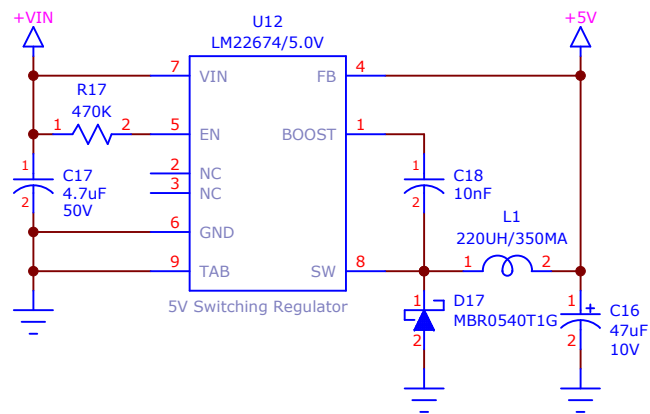 +VIN
U12
LM22674/5.0V
+5V
7
VIN
FB
4
R17
470K
1
2
5
EN
BOOST
1
2
NC
3
NC
1
C17
4.7uF
50V
2
1
C18
10nF
2
6
GND
L1
220UH/350MA
9
TAB
SW
8
1
2
5V Switching Regulator
1
D17
MBR0540T1G
2
1
+
C16
47uF
10V
2